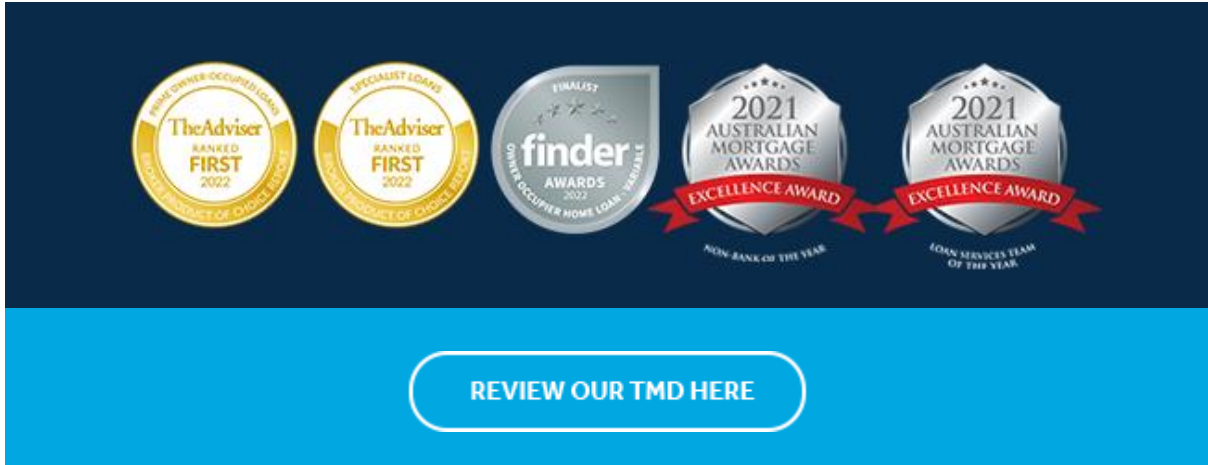 PRIME OWNER-OCCUPIED LOANS
TheAdviser
RANKED
FIRST
2022
BROKER PRODUCT OF CHOICE REPORT
SPECIALIST LOANS
TheAdviser
RANKED
FIRST
2022
BROKER PRODUCT OF CHOICE REPORT
FINALIST
finder
AWARDS
2022
OWNER OCCUPIER HOME LOAN - VARIABLE
2021
AUSTRALIAN
MORTGAGE
AWARDS
EXCELLENCE AWARD
NON-BANK OF THE YEAR
2021
AUSTRALIAN
MORTGAGE
AWARDS
EXCELLENCE AWARD
LOAN SERVICES TEAM
OF THE YEAR
REVIEW OUR TMD HERE